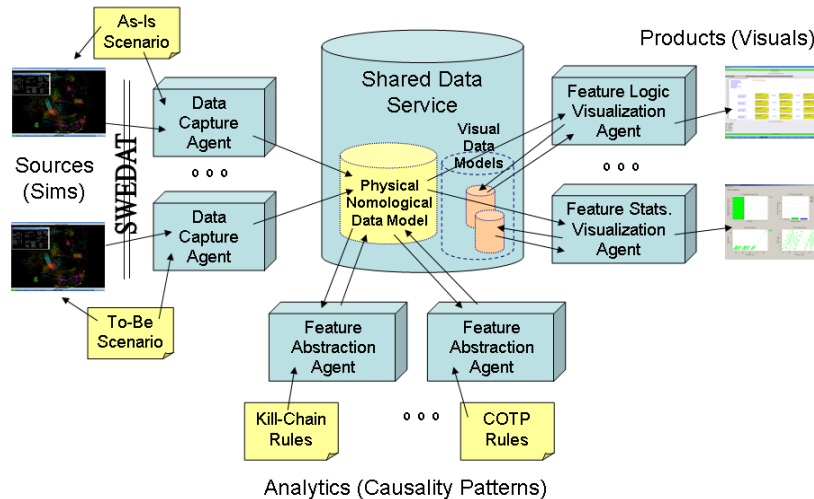 As-Is
Scenario
Products (Visuals)
Shared Data
Service
Data
Capture
Agent
Feature Logic
Visualization
Agent
Sources
(Sims)
SWEDAT
o o o
Visual
Data
Models
o o o
Physical
Nomological
Data Model
Data
Capture
Agent
Feature Stats.
Visualization
Agent
To-Be
Scenario
Feature
Abstraction
Agent
Feature
Abstraction
Agent
Kill-Chain
Rules
o o o
COTP
Rules
Analytics (Causality Patterns)